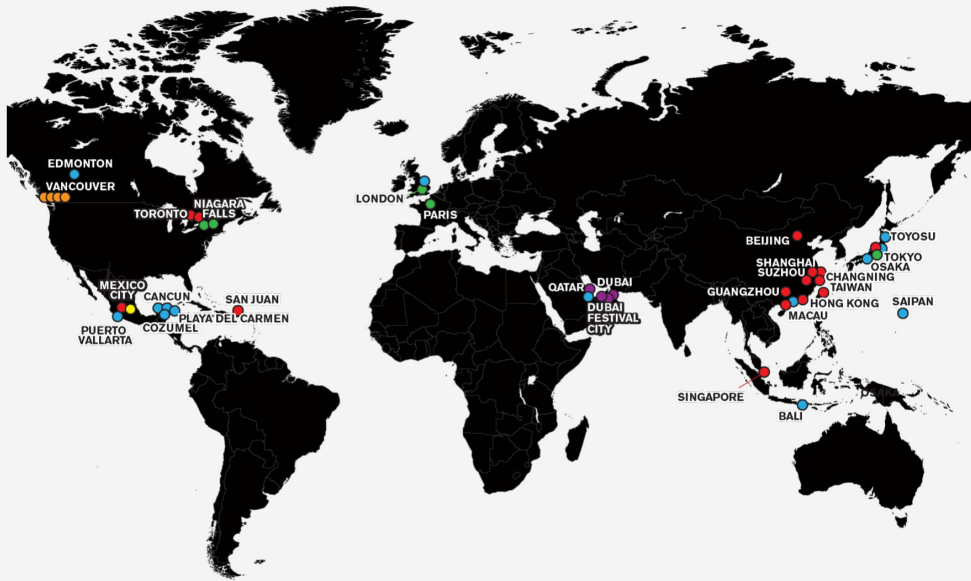 EDMONTON
VANCOUVER
TORONTO
NIAGARA
FALLS
MEXICO
CITY
CANCUN
SAN JUAN
PLAYA DEL CARMEN
COZUMEL
PUERTO
VALLARTA
LONDON
PARIS
QATAR
DUBAI
DUBAI
FESTIVAL
CITY
BEIJING
TOYOSU
TOKYO
OSAKA
SHANGHAI
SUZHOU
CHANGNING
TAIWAN
GUANGZHOU
HONG KONG
MACAU
SAIPAN
SINGAPORE
BALI